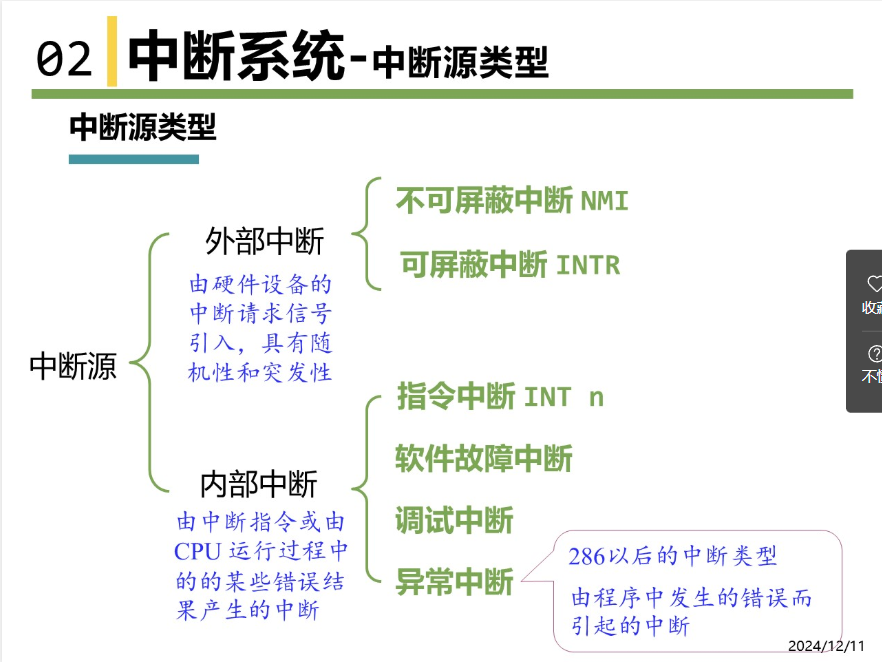 02 中断系统-中断源类型
中断源类型
中断源
外部中断
由硬件设备的
中断请求信号
引入，具有随
机性和突发性
不可屏蔽中断 NMI
可屏蔽中断 INTR
内部中断
由中断指令或由
CPU 运行过程中
的的某些错误结
果产生的中断
指令中断 INT n
软件故障中断
调试中断
异常中断
286以后的中断类型
由程序中发生的错误而
引起的中断
收藏
2024/12/11